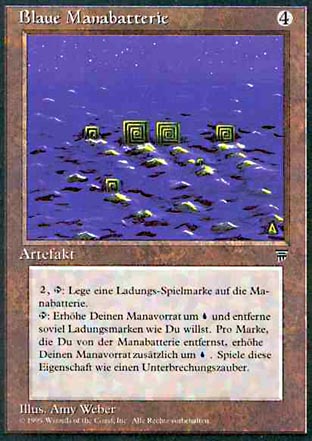 Blaue Manabatterie 4
Artefakt
2, : Lege eine Ladungs-Spielmarke auf die Ma-
nabatterie.
: Erhöhe Deinen Manavorrat um und entferne
soviel Ladungsmarken wie Du willst. Pro Marke,
die Du von der Manabatterie entfernst, erhöhe
Deinen Manavorrat zusätzlich um . Spiele diese
Eigenschaft wie einen Unterbrechungszauber.
Illus. Amy Weber
© 1995 Wizards of the Coast, Inc. Alle Rechte vorbehalten.